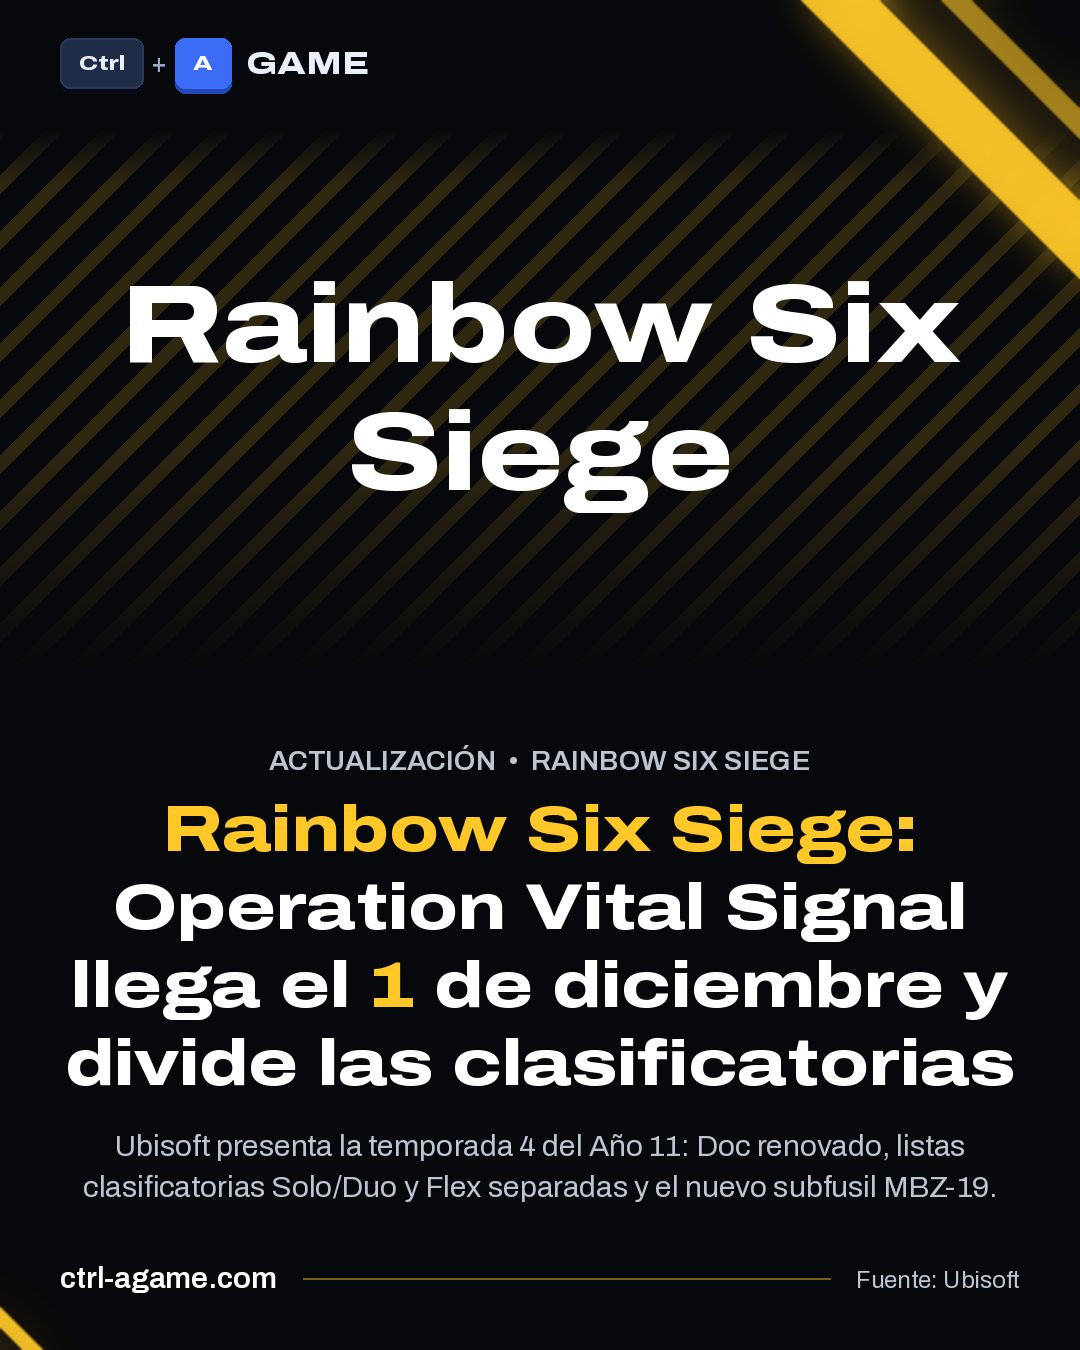 Ctrl + A GAME
Rainbow Six
Siege
ACTUALIZACIÓN • RAINBOW SIX SIEGE
Rainbow Six Siege:
Operation Vital Signal
llega el 1 de diciembre y
divide las clasificatorias
Ubisoft presenta la temporada 4 del Año 11: Doc renovado, listas
clasificatorias Solo/Duo y Flex separadas y el nuevo subfusil MBZ-19.
ctrl-agame.com
Fuente: Ubisoft